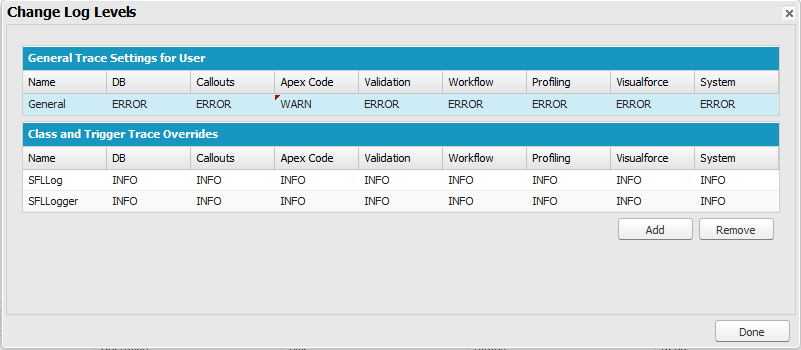 Change Log Levels
General Trace Settings for User
Name DB Callouts Apex Code Validation Workflow Profiling Visualforce System
General ERROR ERROR WARN ERROR ERROR ERROR ERROR ERROR
Class and Trigger Trace Overrides
Name DB Callouts Apex Code Validation Workflow Profiling Visualforce System
SFLLog INFO INFO INFO INFO INFO INFO INFO INFO
SFLLogger INFO INFO INFO INFO INFO INFO INFO INFO
Add Remove
Done